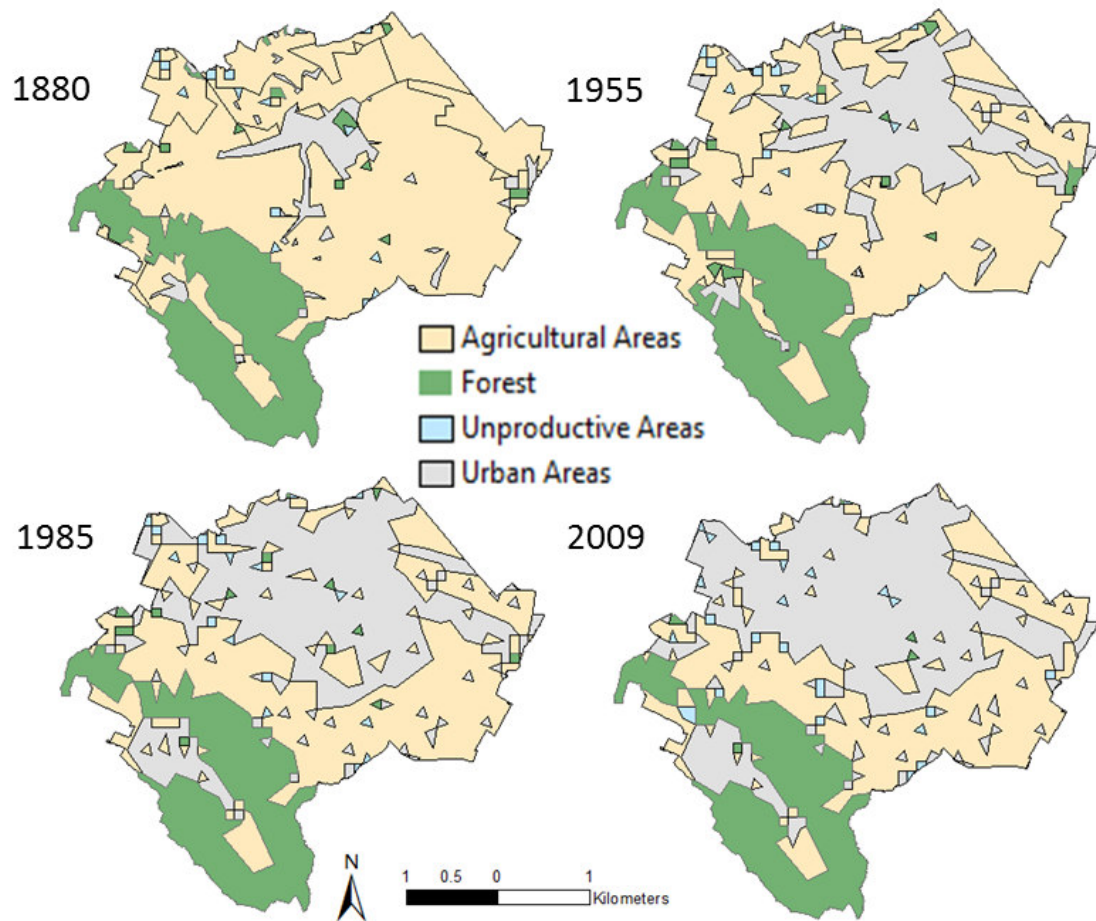 1880
1955
Agricultural Areas
Forest
Unproductive Areas
Urban Areas
1985
2009
N
1 0.5 0 1
Kilometers